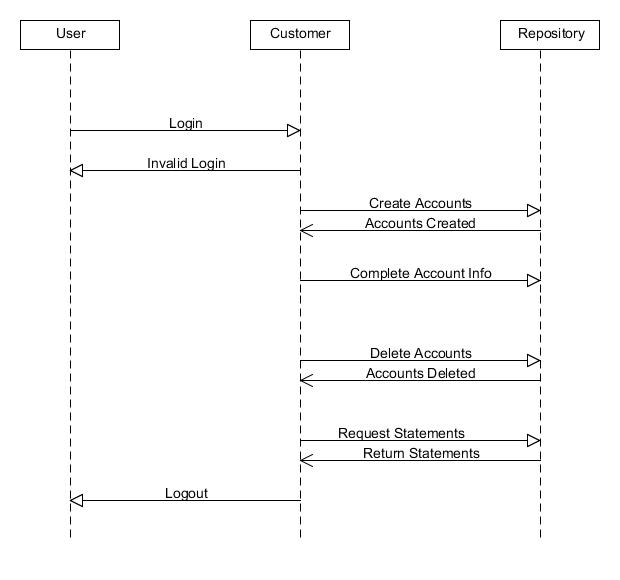 User
Customer
Repository
Login
Invalid Login
Create Accounts
Accounts Created
Complete Account Info
Delete Accounts
Accounts Deleted
Request Statements
Return Statements
Logout